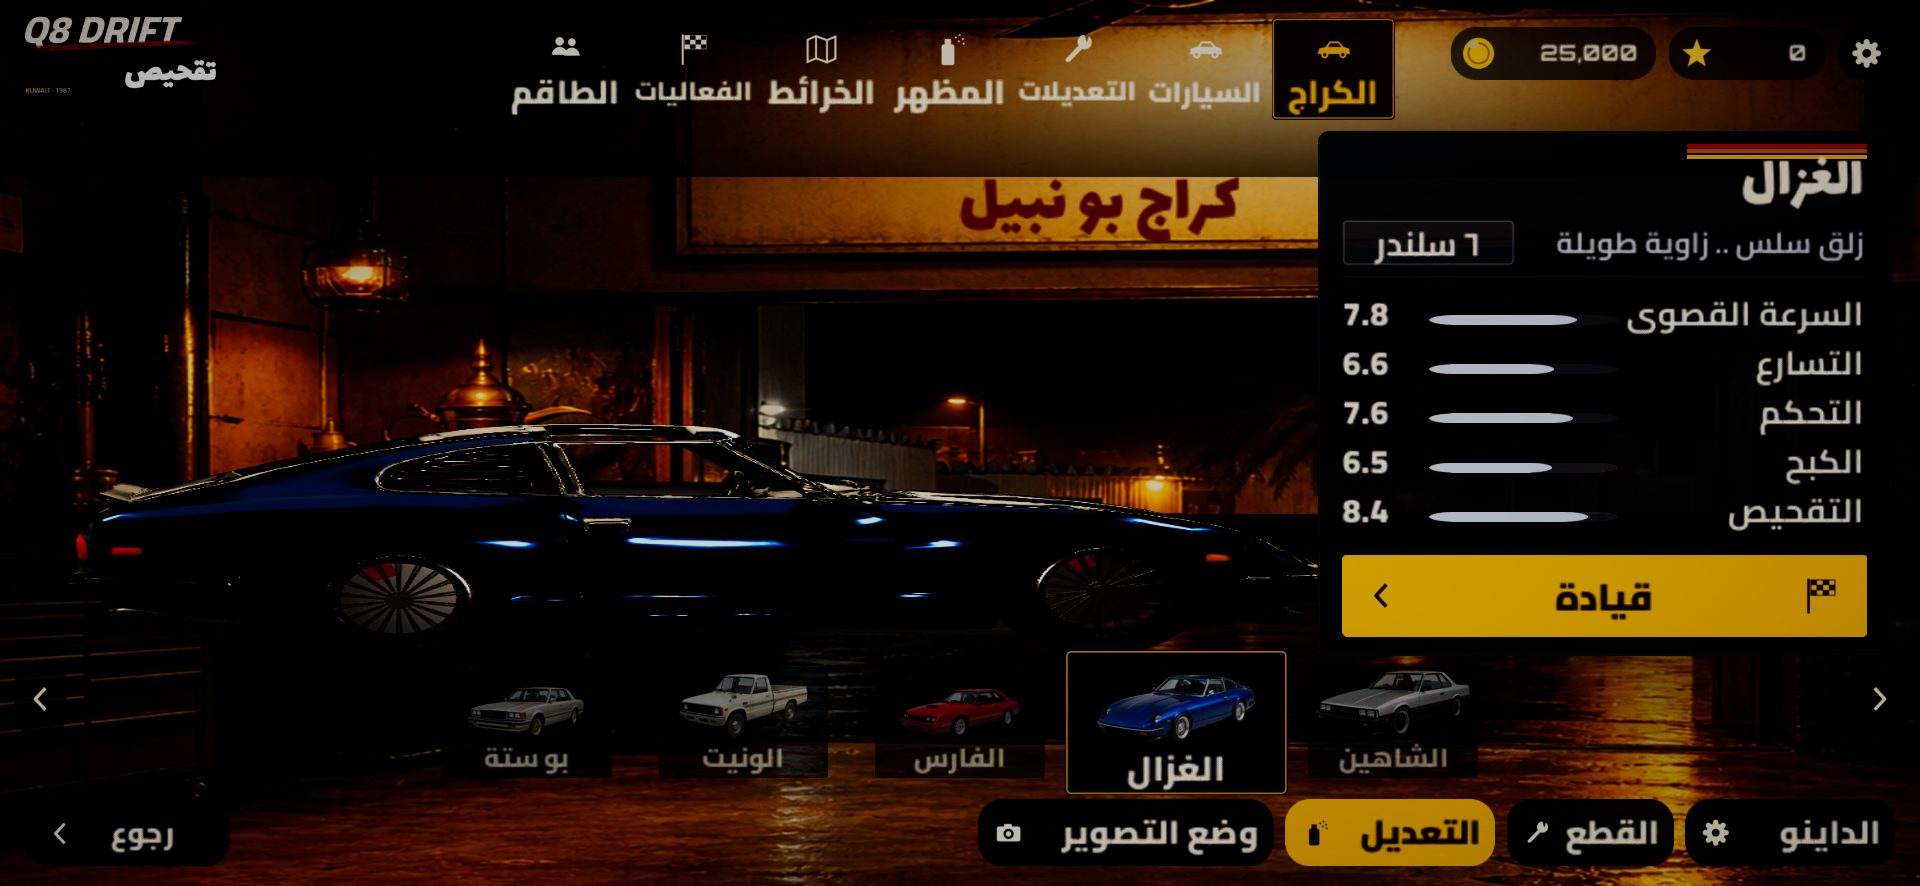 Q8 DRIFT
تفحيص
KUWAIT · 1987
الكراج
السيارات
التعديلات
المظهر
الخرائط
الفعاليات
الطاقم
25,000
0
كراج بو نبيل
الغزال
زلق سلس .. زاوية طويلة
٦ سلندر
السرعة القصوى 7.8
التسارع 6.6
التحكم 7.6
الكبح 6.5
التقحيص 8.4
قيادة
الشاهين
الغزال
الفارس
الونيت
بو ستة
الداينو
القطع
التعديل
وضع التصوير
رجوع